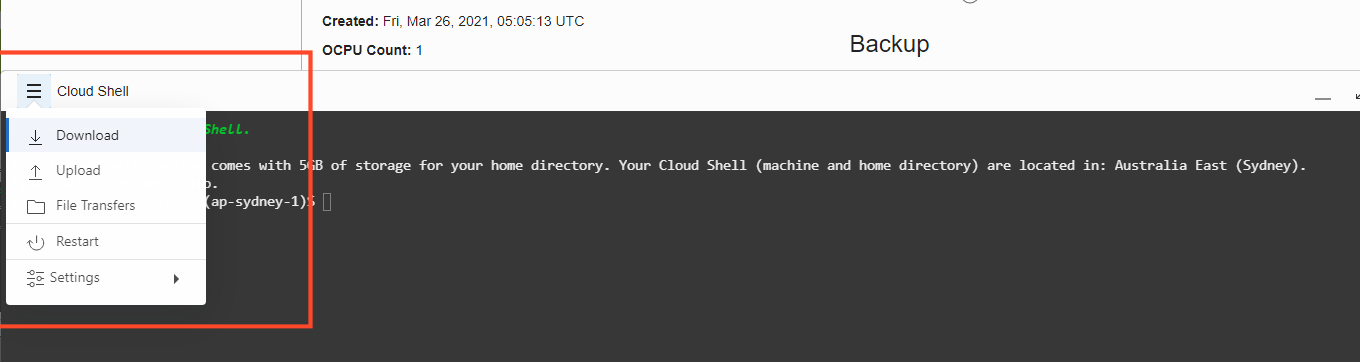 Created: Fri, Mar 26, 2021, 05:05:13 UTC
OCPU Count: 1
Backup
Cloud Shell
Shell.
Download
comes with 5GB of storage for your home directory. Your Cloud Shell (machine and home directory) are located in: Australia East (Sydney).
Upload
(ap-sydney-1)$
File Transfers
Restart
Settings